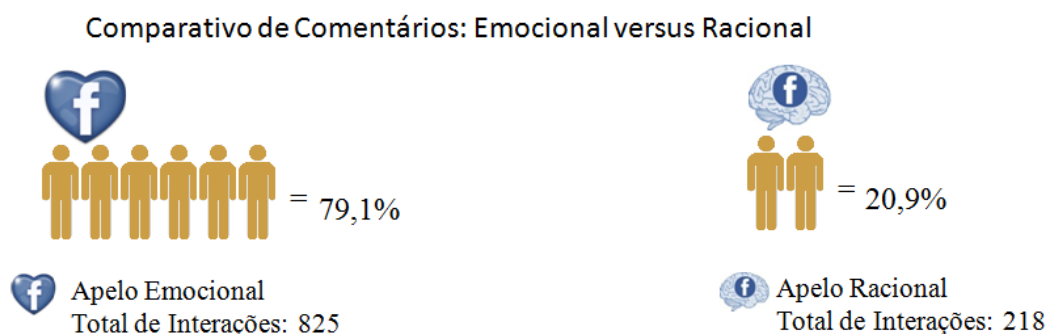 Comparativo de Comentários: Emocional versus Racional
f
f
= 79,1%
= 20,9%
f
Apelo Emocional
Total de Interações: 825
f
Apelo Racional
Total de Interações: 218